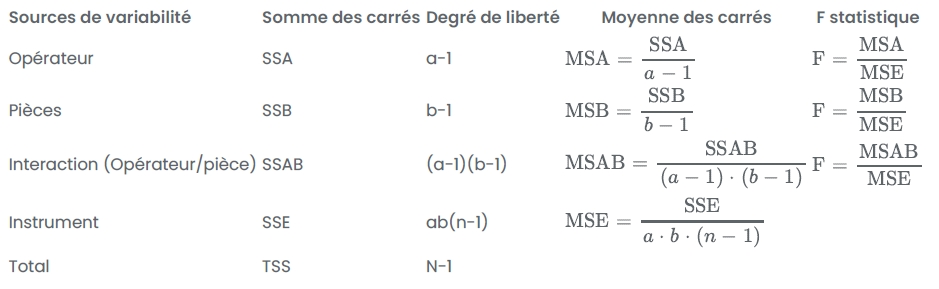 Sources de variabilité Somme des carrés Degré de liberté Moyenne des carrés F statistique
Opérateur SSA a-1 MSA = SSA / (a − 1) F = MSA / MSE
Pièces SSB b-1 MSB = SSB / (b − 1) F = MSB / MSE
Interaction (Opérateur/pièce) SSAB (a-1)(b-1) MSAB = SSAB / ((a − 1) · (b − 1)) F = MSAB / MSE
Instrument SSE ab(n-1) MSE = SSE / (a · b · (n − 1))
Total TSS N-1